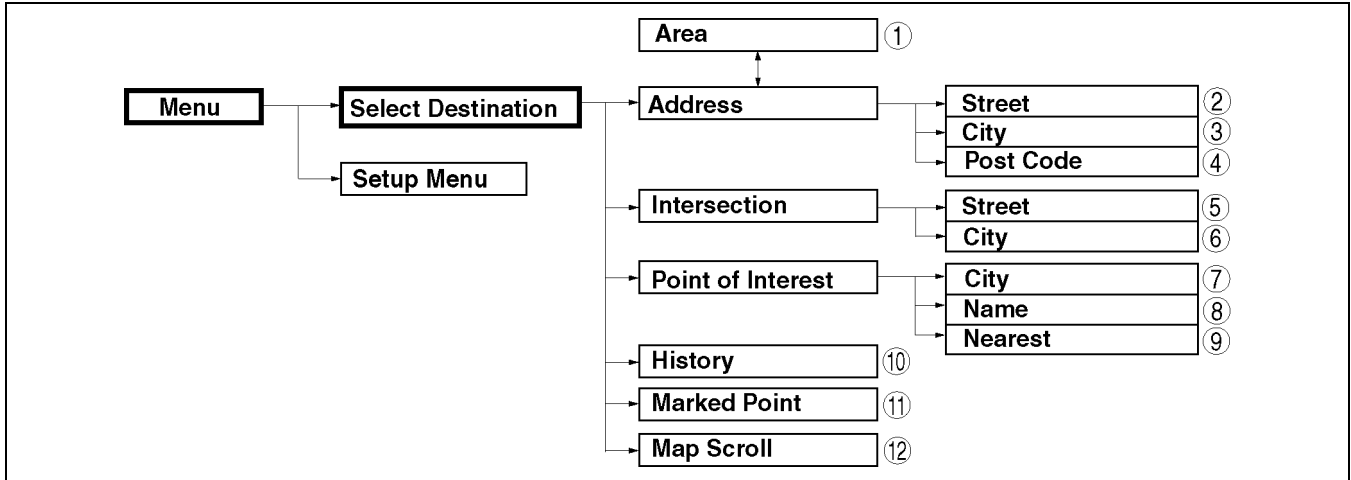 Area ①
Menu
Select Destination
Address
Street ②
City ③
Post Code ④
Setup Menu
Intersection
Street ⑤
City ⑥
Point of Interest
City ⑦
Name ⑧
Nearest ⑨
History ⑩
Marked Point ⑪
Map Scroll ⑫